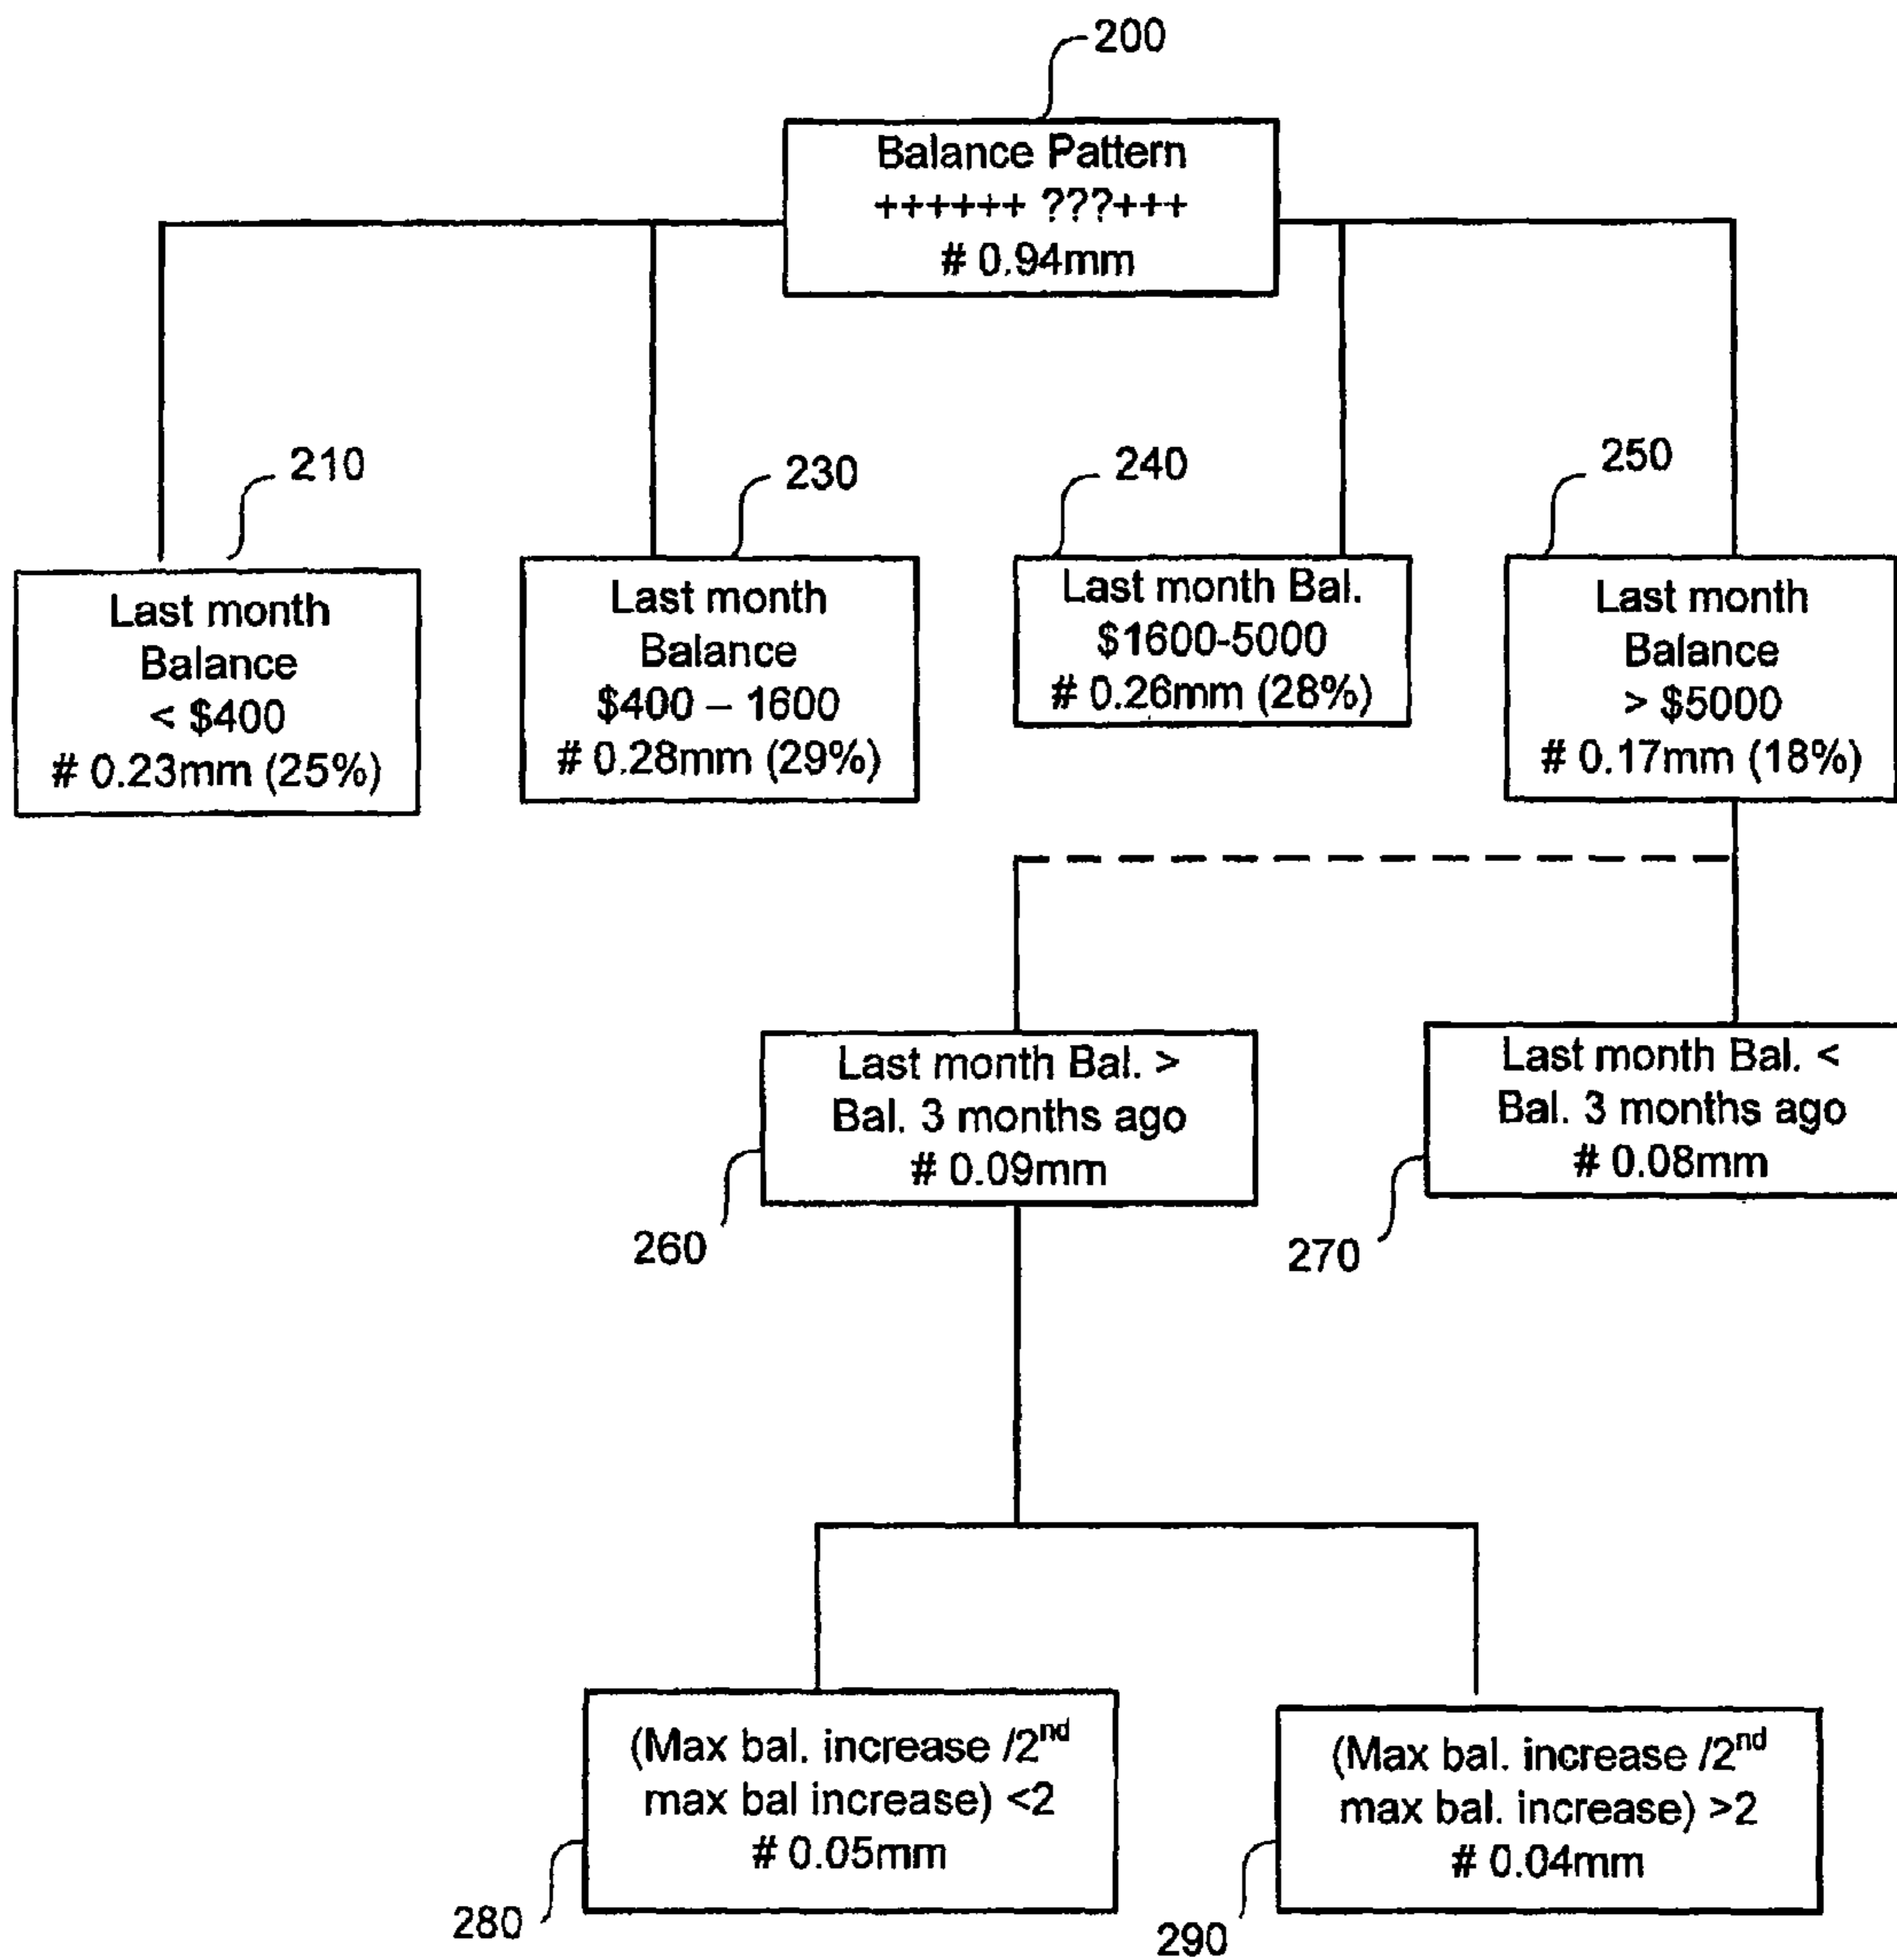 200
Balance Pattern
++++++ ???+++
# 0.94mm
210
Last month
Balance
< $400
# 0.23mm (25%)
230
Last month
Balance
$400 – 1600
# 0.28mm (29%)
240
Last month Bal.
$1600-5000
# 0.26mm (28%)
250
Last month
Balance
> $5000
# 0.17mm (18%)
Last month Bal. >
Bal. 3 months ago
# 0.09mm
260
Last month Bal. <
Bal. 3 months ago
# 0.08mm
270
(Max bal. increase /2nd
max bal increase) <2
# 0.05mm
280
(Max bal. increase /2nd
max bal. increase) >2
# 0.04mm
290